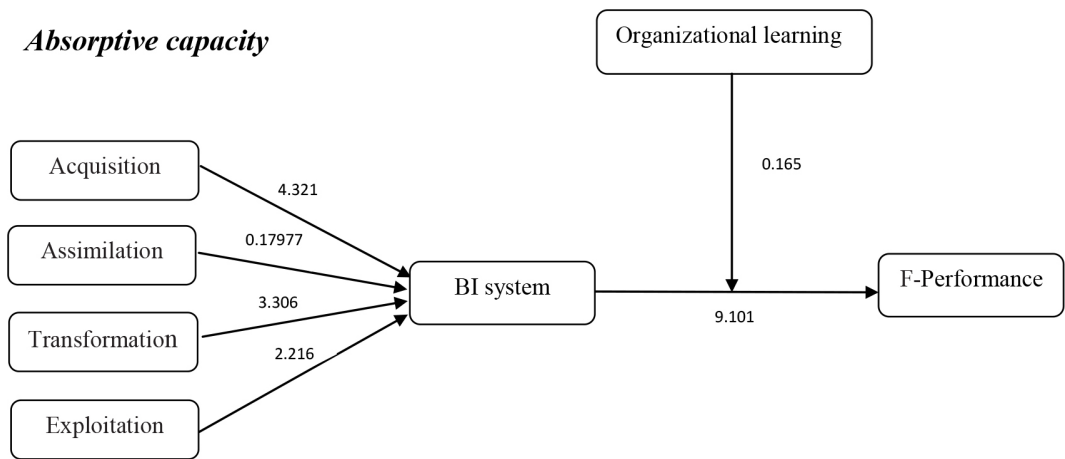 Absorptive capacity
Organizational learning
Acquisition
4.321
0.165
Assimilation
0.17977
BI system
F-Performance
3.306
9.101
Transformation
2.216
Exploitation